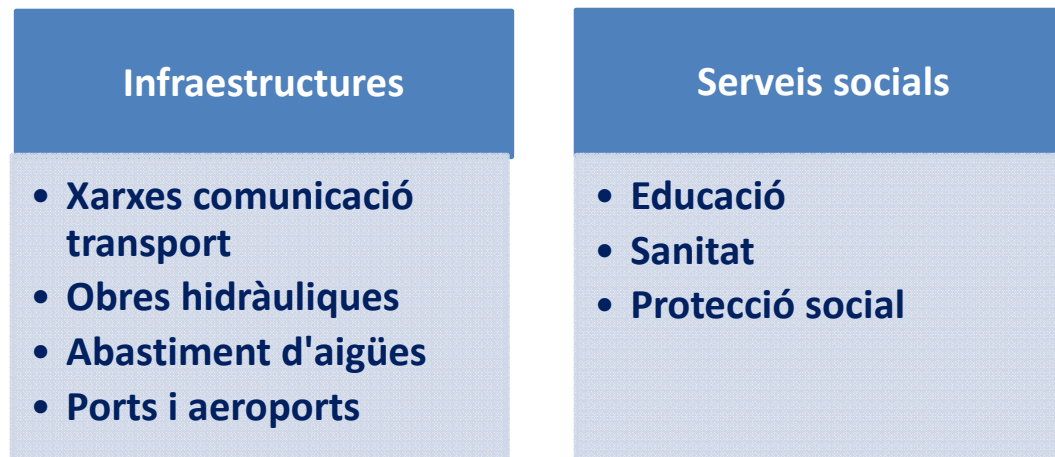 Infraestructures
• Xarxes comunicació
transport
• Obres hidràuliques
• Abastiment d'aigües
• Ports i aeroports
Serveis socials
• Educació
• Sanitat
• Protecció social